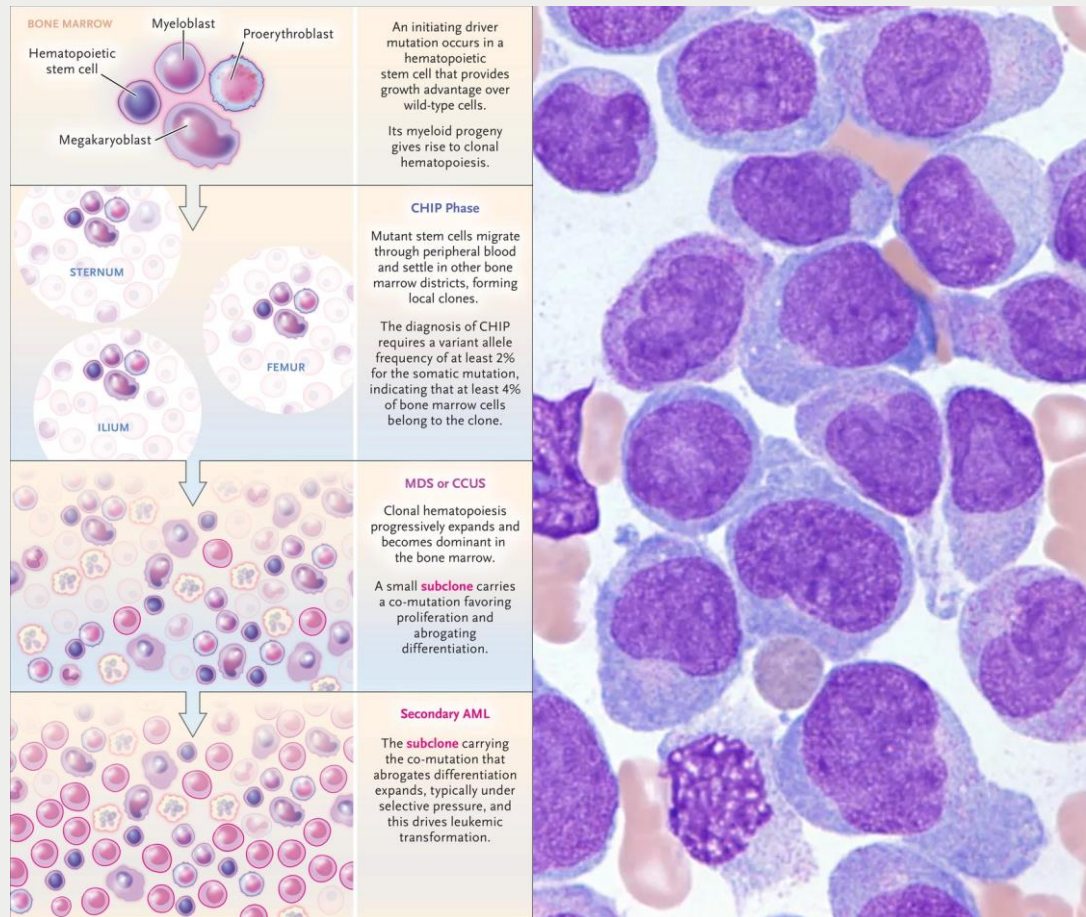 BONE MARROW
Myeloblast
Proerythroblast
Hematopoietic
stem cell
Megakaryoblast
An initiating driver
mutation occurs in a
hematopoietic
stem cell that provides
growth advantage over
wild-type cells.
Its myeloid progeny
gives rise to clonal
hematopoiesis.
STERNUM
FEMUR
ILIUM
CHIP Phase
Mutant stem cells migrate
through peripheral blood
and settle in other bone
marrow districts, forming
local clones.
The diagnosis of CHIP
requires a variant allele
frequency of at least 2%
for the somatic mutation,
indicating that at least 4%
of bone marrow cells
belong to the clone.
MDS or CCUS
Clonal hematopoiesis
progressively expands and
becomes dominant in
the bone marrow.
A small subclone carries
a co-mutation favoring
proliferation and
abrogating
differentiation.
Secondary AML
The subclone carrying
the co-mutation that
abrogates differentiation
expands, typically under
selective pressure, and
this drives leukemic
transformation.